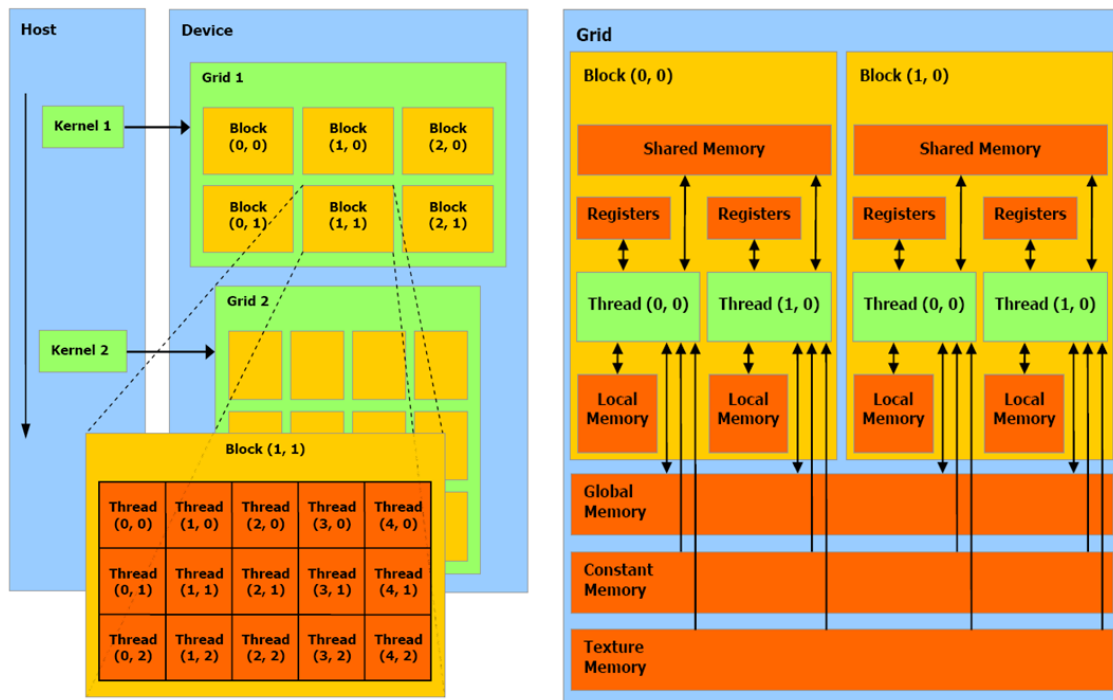 Host
Device
Grid 1
Kernel 1
Block
(0, 0)
Block
(1, 0)
Block
(2, 0)
Block
(0, 1)
Block
(1, 1)
Block
(2, 1)
Grid 2
Kernel 2
Block (1, 1)
Thread
(0, 0)
Thread
(1, 0)
Thread
(2, 0)
Thread
(3, 0)
Thread
(4, 0)
Thread
(0, 1)
Thread
(1, 1)
Thread
(2, 1)
Thread
(3, 1)
Thread
(4, 1)
Thread
(0, 2)
Thread
(1, 2)
Thread
(2, 2)
Thread
(3, 2)
Thread
(4, 2)
Grid
Block (0, 0)
Shared Memory
Registers
Registers
Thread (0, 0)
Thread (1, 0)
Local
Memory
Local
Memory
Block (1, 0)
Shared Memory
Registers
Registers
Thread (0, 0)
Thread (1, 0)
Local
Memory
Local
Memory
Global
Memory
Constant
Memory
Texture
Memory